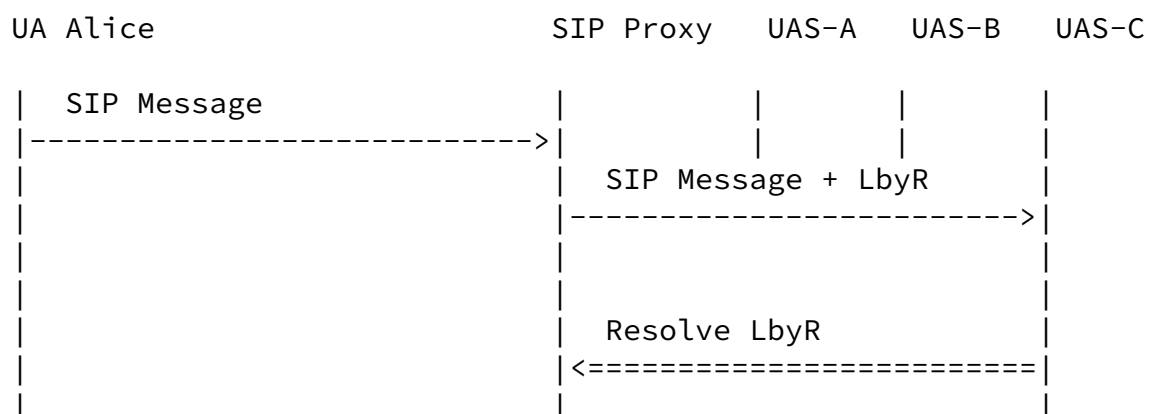 UA Alice SIP Proxy UAS-A UAS-B UAS-C
SIP Message
SIP Message + LbyR
Resolve LbyR